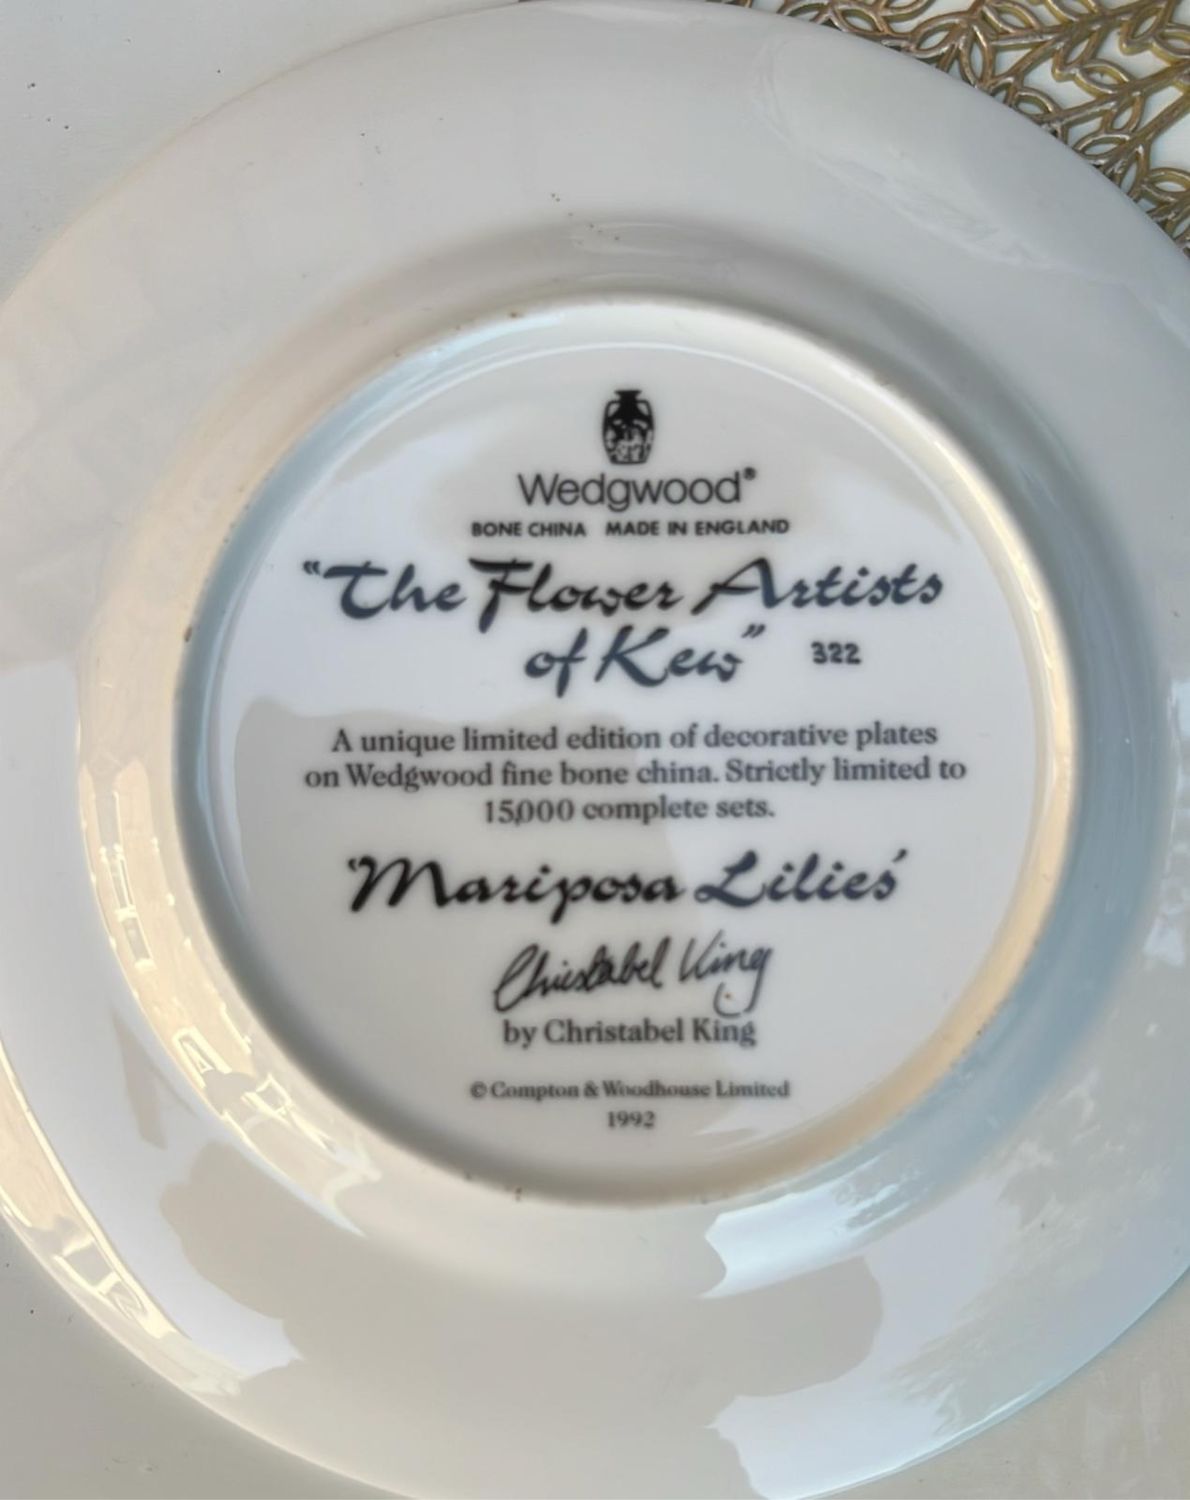 Wedgwood®
BONE CHINA MADE IN ENGLAND
"The Flower Artists
of Kew" 322
A unique limited edition of decorative plates
on Wedgwood fine bone china. Strictly limited to
15,000 complete sets.
'Mariposa Lilies'
Christabel King
by Christabel King
© Compton & Woodhouse Limited
1992